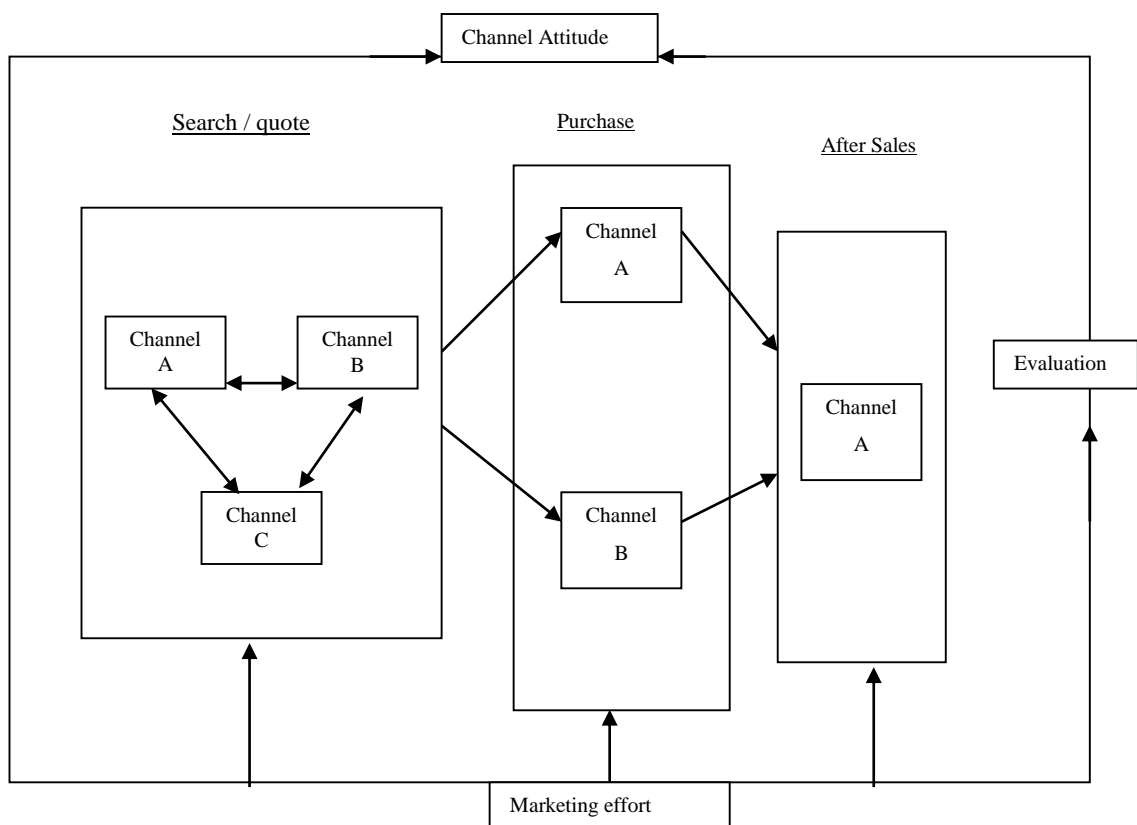 Channel Attitude
Search / quote
Purchase
After Sales
Channel
A
Channel
B
Channel
C
Channel
A
Channel
B
Channel
A
Evaluation
Marketing effort